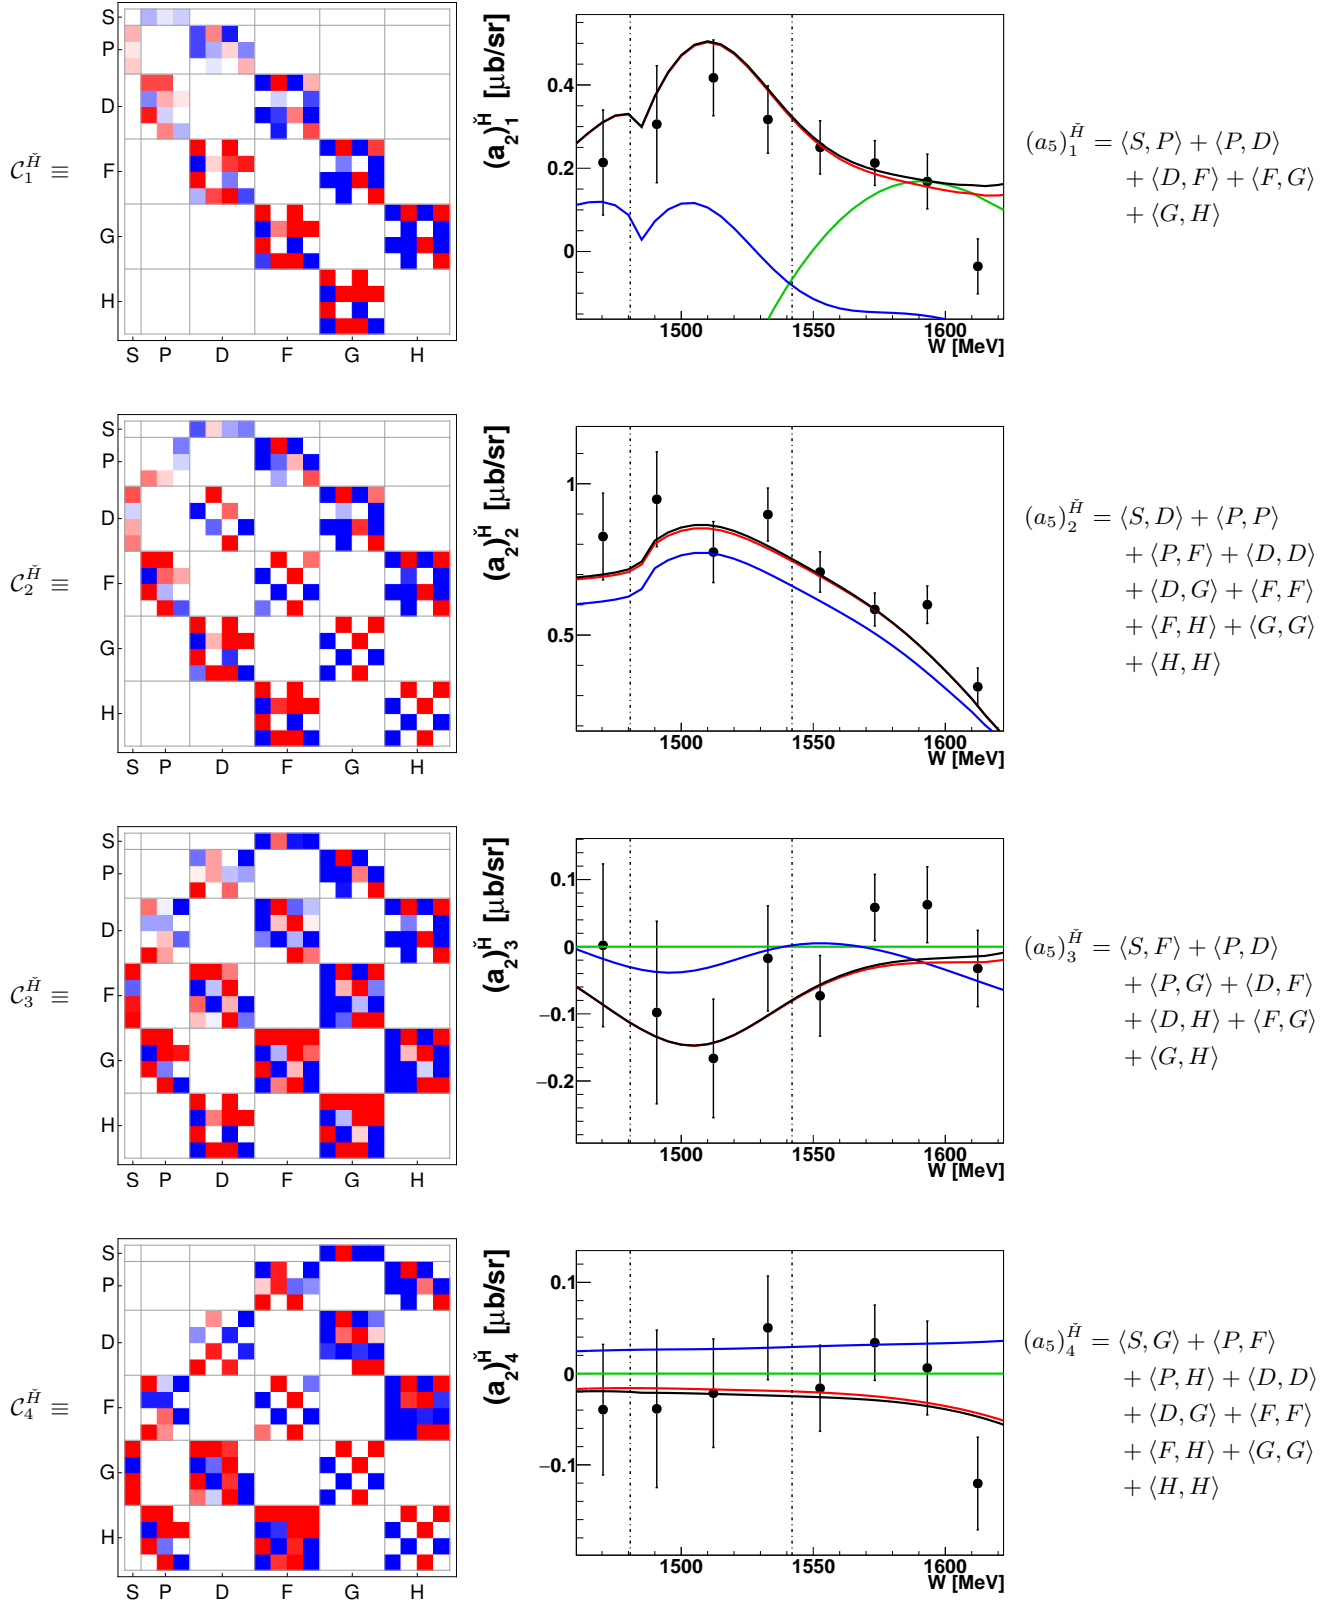 S
P
D
F
G
H
S P D F G H
𝒞₁^Ȟ ≡
(a₂)₁^Ȟ [μb/sr]
0.4
0.2
0
1500 1550 1600
W [MeV]
(a₅)₁^Ȟ = ⟨S, P⟩ + ⟨P, D⟩
+ ⟨D, F⟩ + ⟨F, G⟩
+ ⟨G, H⟩
S
P
D
F
G
H
S P D F G H
𝒞₂^Ȟ ≡
(a₂)₂^Ȟ [μb/sr]
1
0.5
1500 1550 1600
W [MeV]
(a₅)₂^Ȟ = ⟨S, D⟩ + ⟨P, P⟩
+ ⟨P, F⟩ + ⟨D, D⟩
+ ⟨D, G⟩ + ⟨F, F⟩
+ ⟨F, H⟩ + ⟨G, G⟩
+ ⟨H, H⟩
S
P
D
F
G
H
S P D F G H
𝒞₃^Ȟ ≡
(a₂)₃^Ȟ [μb/sr]
0.1
0
−0.1
−0.2
1500 1550 1600
W [MeV]
(a₅)₃^Ȟ = ⟨S, F⟩ + ⟨P, D⟩
+ ⟨P, G⟩ + ⟨D, F⟩
+ ⟨D, H⟩ + ⟨F, G⟩
+ ⟨G, H⟩
S
P
D
F
G
H
S P D F G H
𝒞₄^Ȟ ≡
(a₂)₄^Ȟ [μb/sr]
0.1
0
−0.1
1500 1550 1600
W [MeV]
(a₅)₄^Ȟ = ⟨S, G⟩ + ⟨P, F⟩
+ ⟨P, H⟩ + ⟨D, D⟩
+ ⟨D, G⟩ + ⟨F, F⟩
+ ⟨F, H⟩ + ⟨G, G⟩
+ ⟨H, H⟩